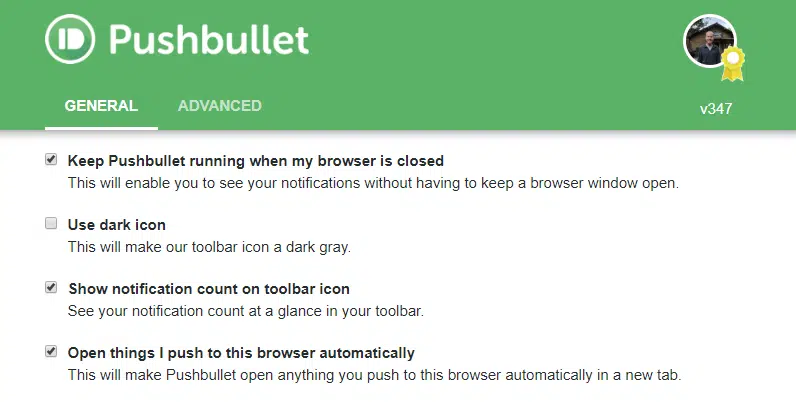 Pushbullet
GENERAL ADVANCED v347
Keep Pushbullet running when my browser is closed
This will enable you to see your notifications without having to keep a browser window open.
Use dark icon
This will make our toolbar icon a dark gray.
Show notification count on toolbar icon
See your notification count at a glance in your toolbar.
Open things I push to this browser automatically
This will make Pushbullet open anything you push to this browser automatically in a new tab.